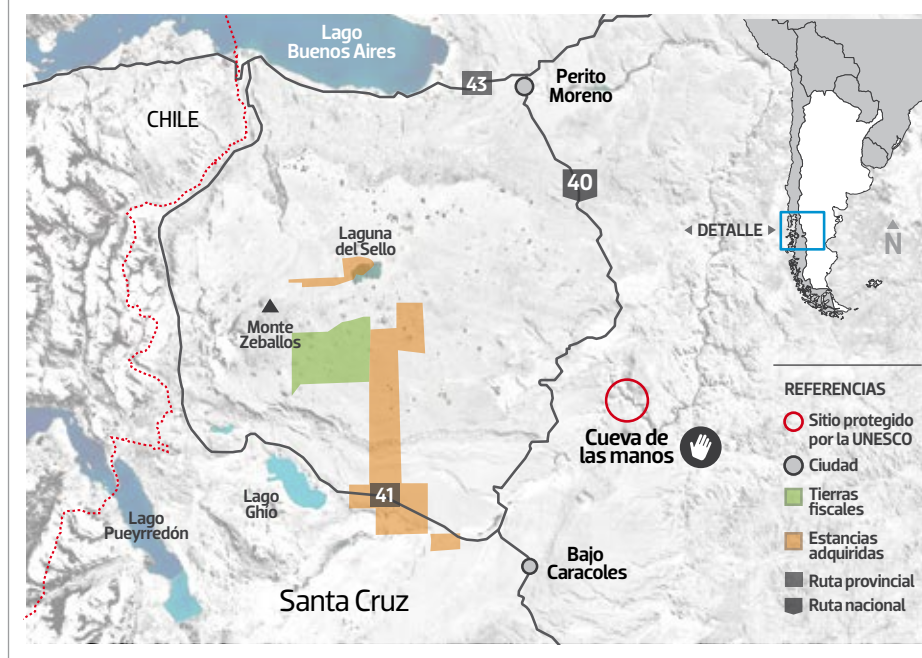 Lago
Buenos Aires
43
Perito
Moreno
CHILE
40
DETALLE
N
Laguna
del Sello
Monte
Zeballos
REFERENCIAS
Sitio protegido
por la UNESCO
Ciudad
Tierras
fiscales
Estancias
adquiridas
Ruta provincial
Ruta nacional
Cueva de
las manos
41
Lago
Ghio
Lago
Pueyrredón
Bajo
Caracoles
Santa Cruz